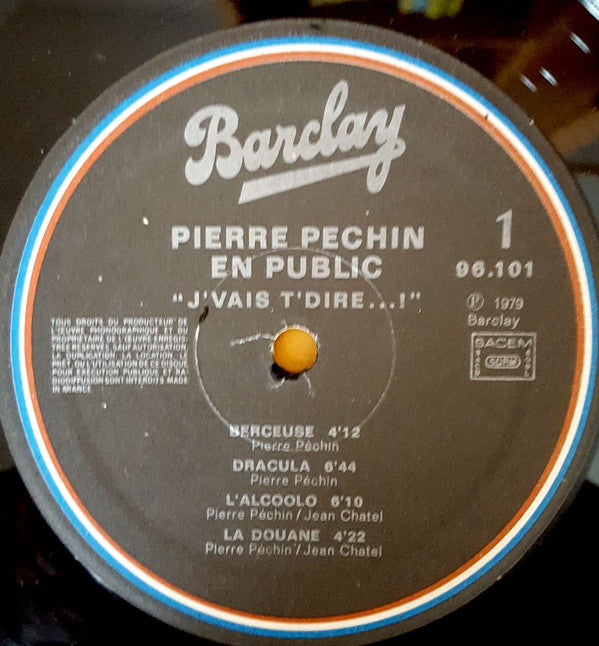 Barclay
PIERRE PECHIN
EN PUBLIC
"J'VAIS T'DIRE...!"
1
96.101
℗ 1979
Barclay
SACEM
SDRM
TOUS DROITS DU PRODUCTEUR DE
L'ŒUVRE PHONOGRAPHIQUE ET DU
PROPRIÉTAIRE DE L'ŒUVRE ENREGIS-
TRÉE RÉSERVÉS SAUF AUTORISATION,
LA DUPLICATION, LA LOCATION, LE
PRÊT, OU L'UTILISATION DE CE DISQUE
POUR EXÉCUTION PUBLIQUE ET RA-
DIODIFFUSION SONT INTERDITS MADE
IN FRANCE.
BERCEUSE 4'12
Pierre Péchin
DRACULA 6'44
Pierre Péchin
L'ALCOOLO 6'10
Pierre Péchin/Jean Chatel
LA DOUANE 4'22
Pierre Péchin/Jean Chatel